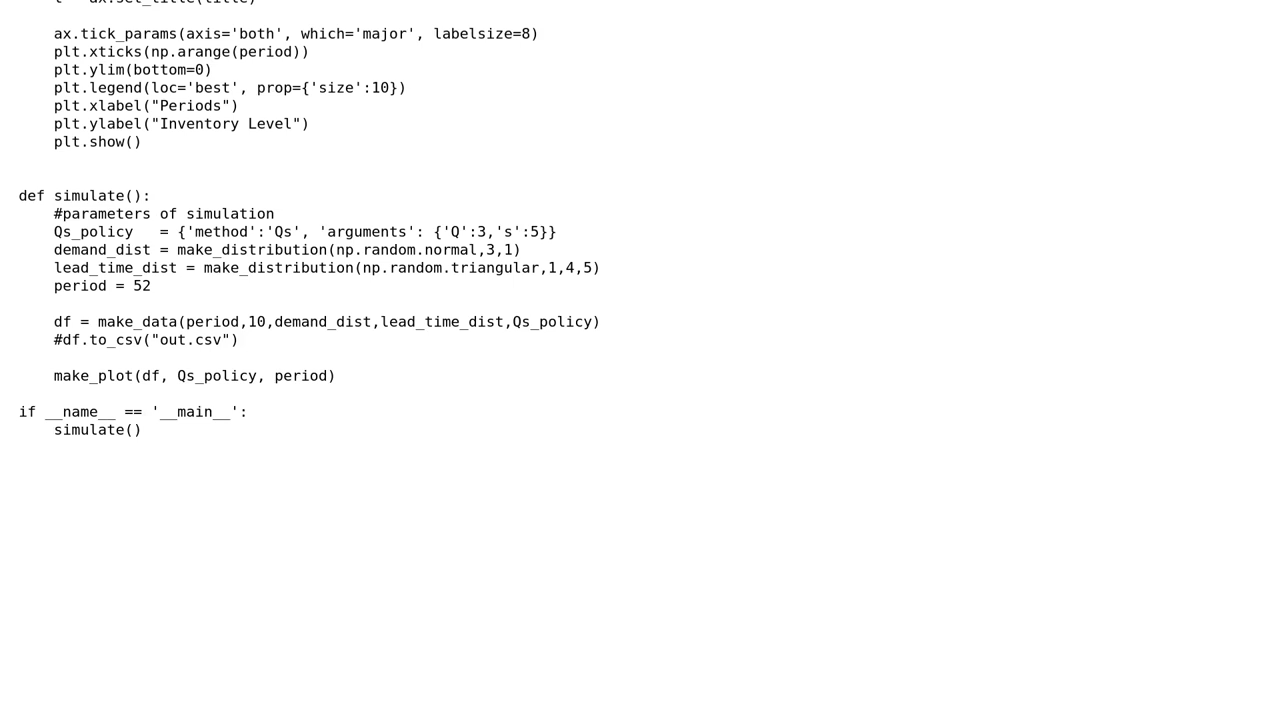 ax.tick_params(axis='both', which='major', labelsize=8)
plt.xticks(np.arange(period))
plt.ylim(bottom=0)
plt.legend(loc='best', prop={'size':10})
plt.xlabel("Periods")
plt.ylabel("Inventory Level")
plt.show()
def simulate():
#parameters of simulation
Qs_policy   = {'method':'Qs', 'arguments': {'Q':3,'s':5}}
demand_dist = make_distribution(np.random.normal,3,1)
lead_time_dist = make_distribution(np.random.triangular,1,4,5)
period = 52
df = make_data(period,10,demand_dist,lead_time_dist,Qs_policy)
#df.to_csv("out.csv")
make_plot(df, Qs_policy, period)
if __name__ == '__main__':
simulate()